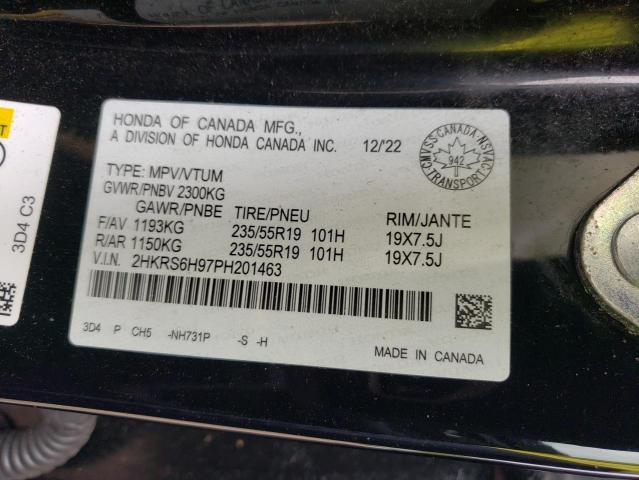 HONDA OF CANADA MFG.,
A DIVISION OF HONDA CANADA INC. 12/'22
CMVSS-CANADA-NSVAC
942
TRANSPORT
TYPE: MPV/VTUM
GVWR/PNBV 2300KG
GAWR/PNBE TIRE/PNEU RIM/JANTE
F/AV 1193KG 235/55R19 101H 19X7.5J
R/AR 1150KG 235/55R19 101H 19X7.5J
V.I.N. 2HKRS6H97PH201463
3D4 P CH5 -NH731P -S -H
MADE IN CANADA
3D4 C3